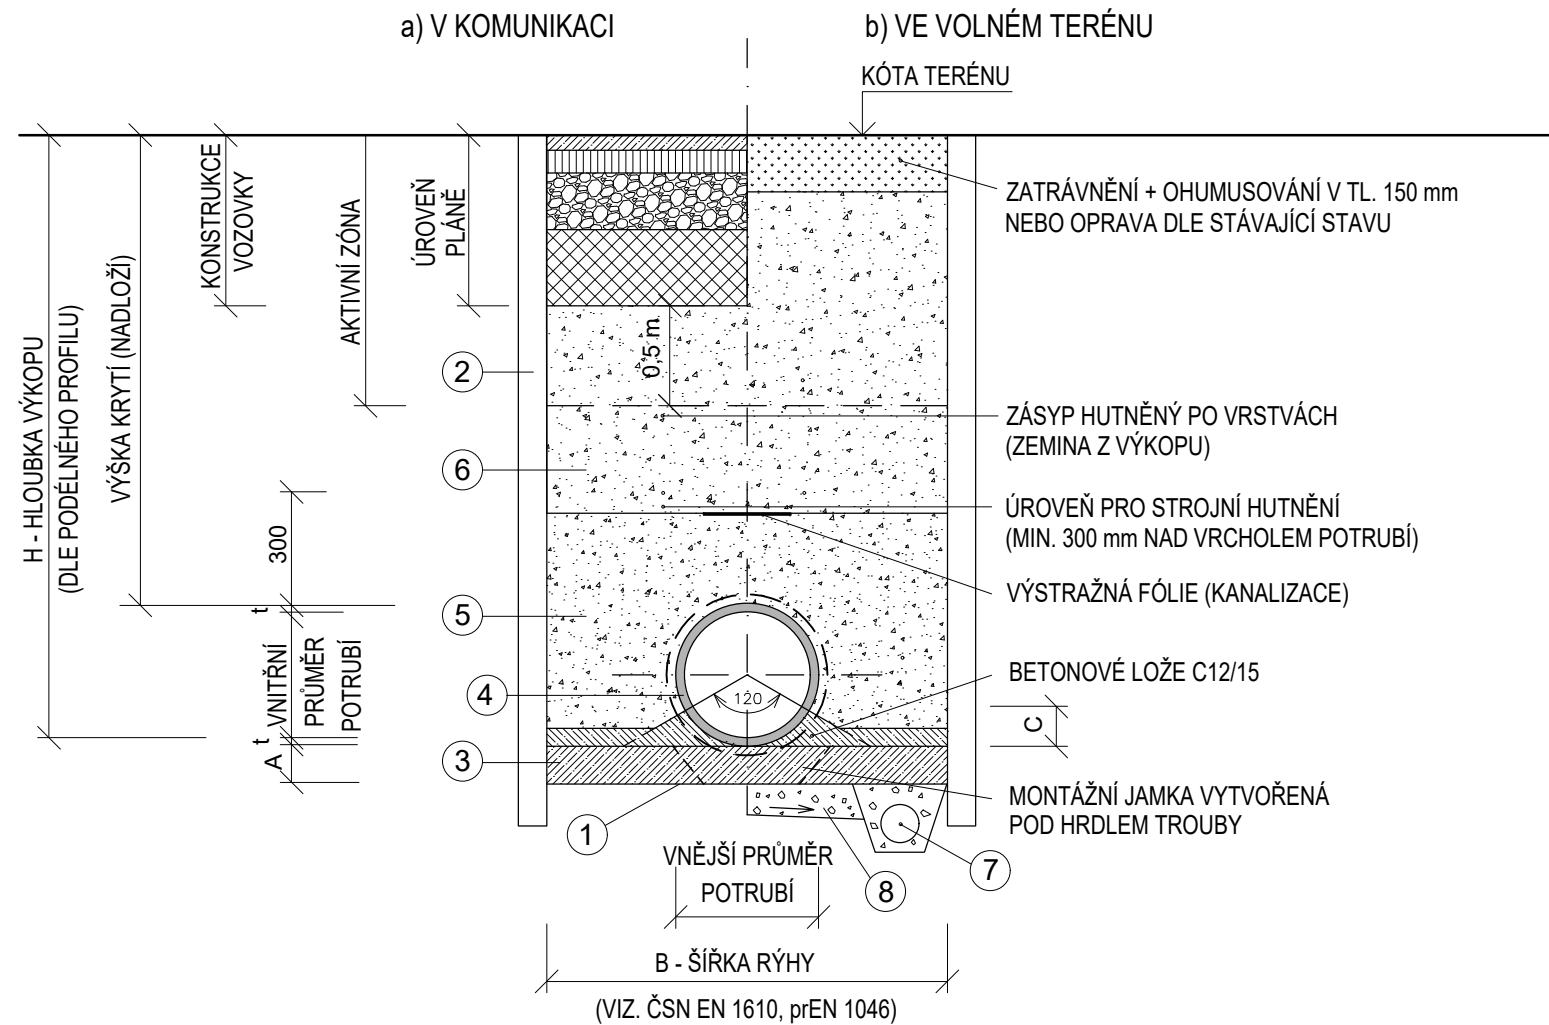 a) V KOMUNIKACI
b) VE VOLNÉM TERÉNU
KÓTA TERÉNU
H - HLOUBKA VÝKOPU
(DLE PODÉLNÉHO PROFILU)
VÝŠKA KRYTÍ (NADLOŽÍ)
KONSTRUKCE
VOZOVKY
AKTIVNÍ ZÓNA
ÚROVEŇ
PLÁNĚ
ZATRÁVNĚNÍ + OHUMUSOVÁNÍ V TL. 150 mm
NEBO OPRAVA DLE STÁVAJÍCÍ STAVU
0,5 m
2
ZÁSYP HUTNĚNÝ PO VRSTVÁCH
(ZEMINA Z VÝKOPU)
6
ÚROVEŇ PRO STROJNÍ HUTNĚNÍ
(MIN. 300 mm NAD VRCHOLEM POTRUBÍ)
300
VÝSTRAŽNÁ FÓLIE (KANALIZACE)
5
t
VNITŘNÍ
PRŮMĚR
POTRUBÍ
t
A
4
120
BETONOVÉ LOŽE C12/15
C
3
MONTÁŽNÍ JAMKA VYTVOŘENÁ
POD HRDLEM TROUBY
1
7
8
VNĚJŠÍ PRŮMĚR
POTRUBÍ
B - ŠÍŘKA RÝHY
(VIZ. ČSN EN 1610, prEN 1046)